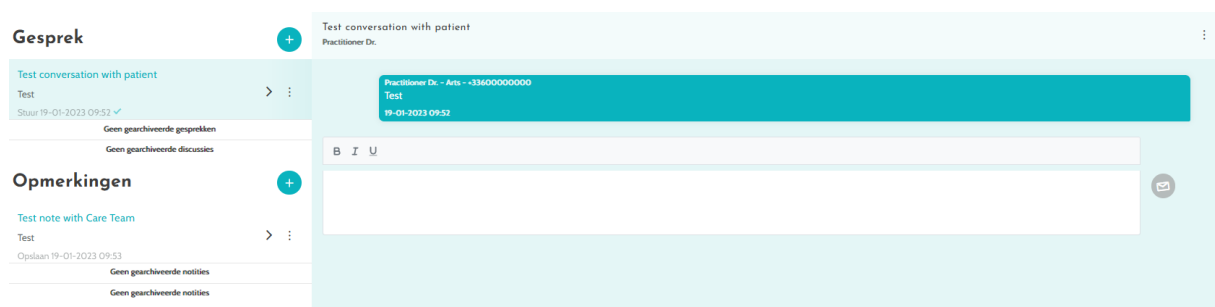 Gesprek
Test conversation with patient
Test
Stuur 19-01-2023 09:52
Geen gearchiveerde gesprekken
Geen gearchiveerde discussies
Opmerkingen
Test note with Care Team
Test
Opslaan 19-01-2023 09:53
Geen gearchiveerde notities
Geen gearchiveerde notities
Test conversation with patient
Practitioner Dr.
Practitioner Dr. - Arts - +33600000000
Test
19-01-2023 09:52
B I U